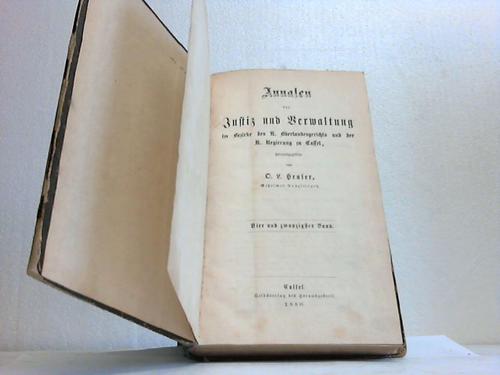 Annalen
der
Justiz und Verwaltung
im Bezirke des K. Oberlandesgerichts und der
K. Regierung zu Cassel,
herausgegeben
von
O. L. Heuser,
Geheimer
Vier und zwanzigster Band.
Cassel.
Selbstverlag des Herausgebers.